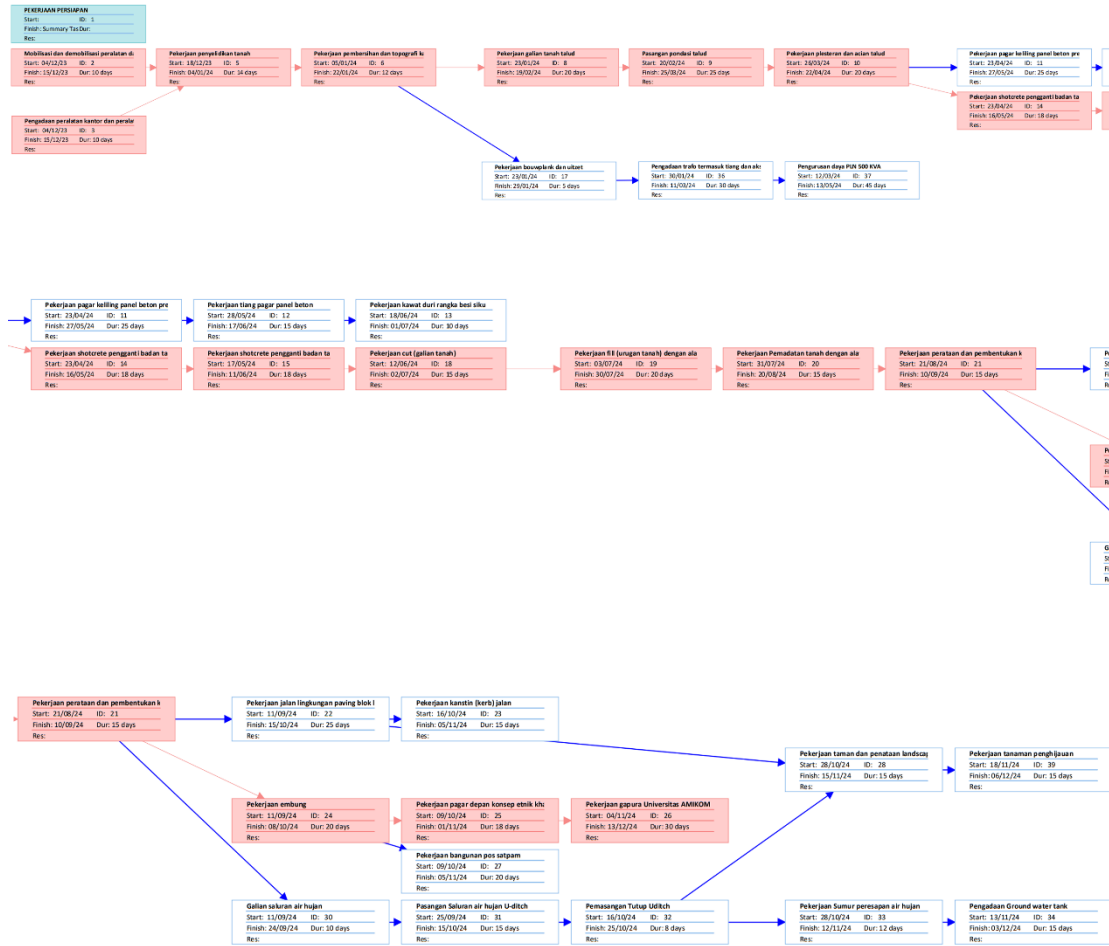 PEKERJAAN PERSIAPAN
Start: ID: 1
Finish: Summary Tas Dur:
Res:
Mobilisasi dan demobilisasi peralatan da
Start: 04/12/23 ID: 2
Finish: 15/12/23 Dur: 10 days
Res:
Pekerjaan penyelidikan tanah
Start: 18/12/23 ID: 5
Finish: 04/01/24 Dur: 14 days
Res:
Pekerjaan pembersihan dan topografi ka
Start: 05/01/24 ID: 6
Finish: 22/01/24 Dur: 12 days
Res:
Pekerjaan galian tanah talud
Start: 23/01/24 ID: 8
Finish: 19/02/24 Dur: 20 days
Res:
Pasangan pondasi talud
Start: 20/02/24 ID: 9
Finish: 25/03/24 Dur: 25 days
Res:
Pekerjaan plesteran dan acian talud
Start: 26/03/24 ID: 10
Finish: 22/04/24 Dur: 20 days
Res:
Pekerjaan pagar keliling panel beton pre
Start: 23/04/24 ID: 11
Finish: 27/05/24 Dur: 25 days
Res:
Pekerjaan shotcrete pengganti badan ta
Start: 23/04/24 ID: 14
Finish: 16/05/24 Dur: 18 days
Res:
Pengadaan peralatan kantor dan perala
Start: 04/12/23 ID: 3
Finish: 15/12/23 Dur: 10 days
Res:
Pekerjaan bouwplank dan uitzet
Start: 23/01/24 ID: 17
Finish: 29/01/24 Dur: 5 days
Res:
Pengadaan trafo termasuk tiang dan aks
Start: 30/01/24 ID: 36
Finish: 11/03/24 Dur: 30 days
Res:
Pengurusan daya PLN 500 KVA
Start: 12/03/24 ID: 37
Finish: 13/05/24 Dur: 45 days
Res:
Pekerjaan pagar keliling panel beton pre
Start: 23/04/24 ID: 11
Finish: 27/05/24 Dur: 25 days
Res:
Pekerjaan tiang pagar panel beton
Start: 28/05/24 ID: 12
Finish: 17/06/24 Dur: 15 days
Res:
Pekerjaan kawat duri rangka besi siku
Start: 18/06/24 ID: 13
Finish: 01/07/24 Dur: 10 days
Res:
Pekerjaan shotcrete pengganti badan ta
Start: 23/04/24 ID: 14
Finish: 16/05/24 Dur: 18 days
Res:
Pekerjaan shotcrete pengganti badan ta
Start: 17/05/24 ID: 15
Finish: 11/06/24 Dur: 18 days
Res:
Pekerjaan cut (galian tanah)
Start: 12/06/24 ID: 18
Finish: 02/07/24 Dur: 15 days
Res:
Pekerjaan fill (urugan tanah) dengan ala
Start: 03/07/24 ID: 19
Finish: 30/07/24 Dur: 20 days
Res:
Pekerjaan Pemadatan tanah dengan ala
Start: 31/07/24 ID: 20
Finish: 20/08/24 Dur: 15 days
Res:
Pekerjaan perataan dan pembentukan k
Start: 21/08/24 ID: 21
Finish: 10/09/24 Dur: 15 days
Res:
Pekerjaan perataan dan pembentukan k
Start: 21/08/24 ID: 21
Finish: 10/09/24 Dur: 15 days
Res:
Pekerjaan jalan lingkungan paving blok l
Start: 11/09/24 ID: 22
Finish: 15/10/24 Dur: 25 days
Res:
Pekerjaan kanstin (kerb) jalan
Start: 16/10/24 ID: 23
Finish: 05/11/24 Dur: 15 days
Res:
Pekerjaan taman dan penataan landscap
Start: 28/10/24 ID: 28
Finish: 15/11/24 Dur: 15 days
Res:
Pekerjaan tanaman penghijauan
Start: 18/11/24 ID: 39
Finish: 06/12/24 Dur: 15 days
Res:
Pekerjaan embung
Start: 11/09/24 ID: 24
Finish: 08/10/24 Dur: 20 days
Res:
Pekerjaan pagar depan konsep etnik kha
Start: 09/10/24 ID: 25
Finish: 01/11/24 Dur: 18 days
Res:
Pekerjaan gapura Universitas AMIKOM
Start: 04/11/24 ID: 26
Finish: 13/12/24 Dur: 30 days
Res:
Pekerjaan bangunan pos satpam
Start: 09/10/24 ID: 27
Finish: 05/11/24 Dur: 20 days
Res:
Galian saluran air hujan
Start: 11/09/24 ID: 30
Finish: 24/09/24 Dur: 10 days
Res:
Pasangan Saluran air hujan U-ditch
Start: 25/09/24 ID: 31
Finish: 15/10/24 Dur: 15 days
Res:
Pemasangan Tutup Uditch
Start: 16/10/24 ID: 32
Finish: 25/10/24 Dur: 8 days
Res:
Pekerjaan Sumur peresapan air hujan
Start: 28/10/24 ID: 33
Finish: 12/11/24 Dur: 12 days
Res:
Pengadaan Ground water tank
Start: 13/11/24 ID: 34
Finish: 03/12/24 Dur: 15 days
Res: